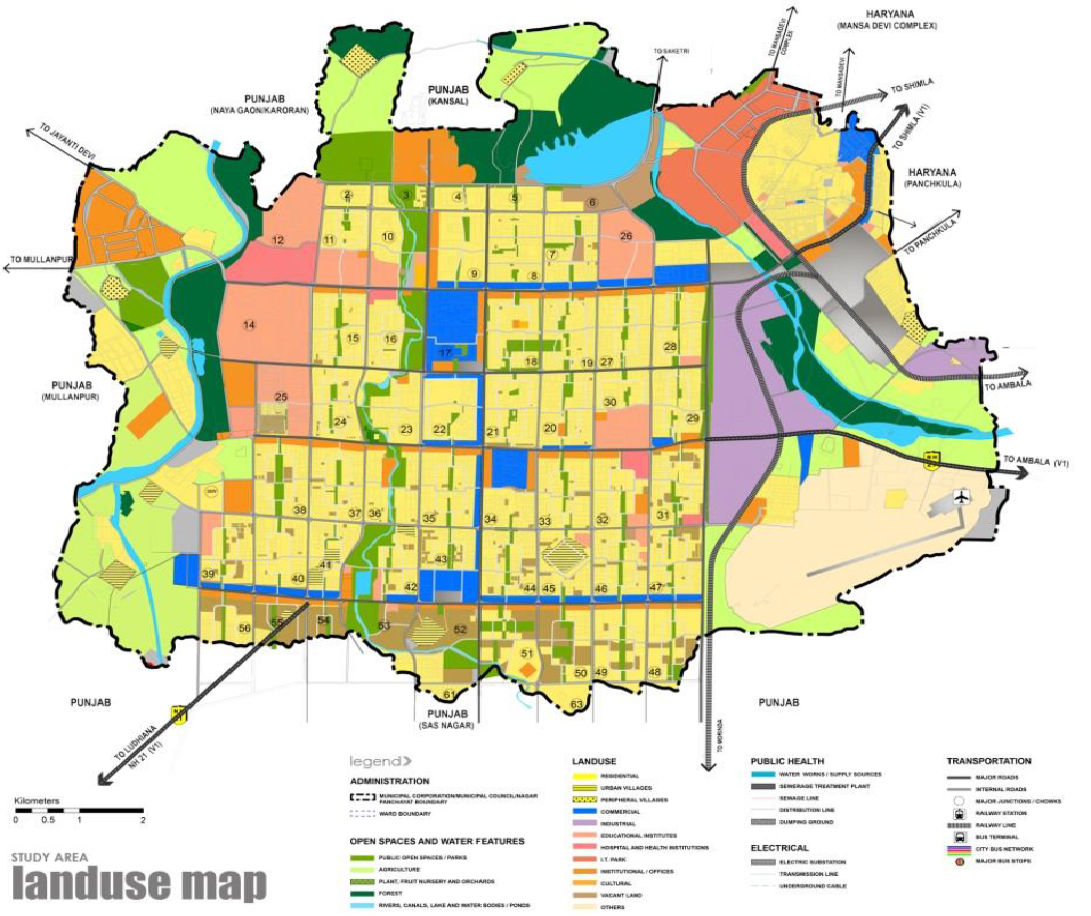 HARYANA
(MANSA DEVI COMPLEX)
TO MANSADEVI
COMPLEX
TO SAKETRI
TO MANSADEVI
TO SHIMLA
TO SHIMLA (V1)
PUNJAB
(NAYA GAON/KARORAN)
PUNJAB
(KANSAL)
TO JAYANTI DEVI
HARYANA
(PANCHKULA)
TO PANCHKULA
TO MULLANPUR
2
3
4
5
6
12
11
10
9
8
7
26
14
15
16
17
18
19
27
28
PUNJAB
(MULLANPUR)
TO AMBALA
25
24
23
22
21
20
30
29
TO AMBALA (V1)
38
37
36
35
34
33
32
31
39
40
41
42
43
44
45
46
47
56
55
54
53
52
51
50
49
48
61
63
PUNJAB
PUNJAB
(SAS NAGAR)
PUNJAB
TO LUDHIANA
NH 21 (V1)
TO MORINDA
Kilometers
0 0.5 1 2
STUDY AREA
landuse map
legend
ADMINISTRATION
MUNICIPAL CORPORATION/MUNICIPAL COUNCIL/NAGARI
PANCHAYAT BOUNDARY
WARD BOUNDARY
OPEN SPACES AND WATER FEATURES
PUBLIC OPEN SPACES / PARKS
AGRICULTURE
PLANT, FRUIT NURSERY AND ORCHARDS
FOREST
RIVERS, CANALS, LAKE AND WATER BODIES / PONDS
LANDUSE
RESIDENTIAL
URBAN VILLAGES
PERIPHERAL VILLAGES
COMMERCIAL
INDUSTRIAL
EDUCATIONAL INSTITUTES
HOSPITAL AND HEALTH INSTITUTIONS
I.T. PARK
INSTITUTIONAL / OFFICES
CULTURAL
VACANT LAND
OTHERS
PUBLIC HEALTH
WATER WORKS / SUPPLY SOURCES
SEWERAGE TREATMENT PLANT
SEWAGE LINE
DISTRIBUTION LINE
DUMPING GROUND
ELECTRICAL
ELECTRIC SUBSTATION
TRANSMISSION LINE
UNDERGROUND CABLE
TRANSPORTATION
MAJOR ROADS
INTERNAL ROADS
MAJOR JUNCTIONS / CHOWKS
RAILWAY STATION
RAILWAY LINE
BUS TERMINAL
CITY BUS NETWORK
MAJOR BUS STOPS